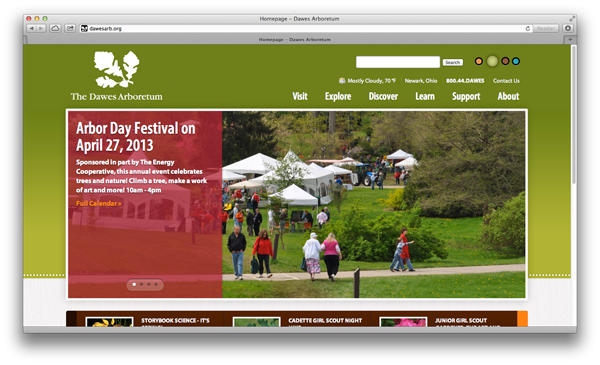 Homepage – Dawes Arboretum
dawesarb.org
Reader
Homepage – Dawes Arboretum
Search
Mostly Cloudy, 70 °F Newark, Ohio 800.44.DAWES Contact Us
The Dawes Arboretum
Visit Explore Discover Learn Support About
Arbor Day Festival on
April 27, 2013
Sponsored in part by The Energy
Cooperative, this annual event celebrates
trees and nature! Climb a tree, make a work
of art and more! 10am - 4pm
Full Calendar »
STORYBOOK SCIENCE - IT'S
CADETTE GIRL SCOUT NIGHT
JUNIOR GIRL SCOUT